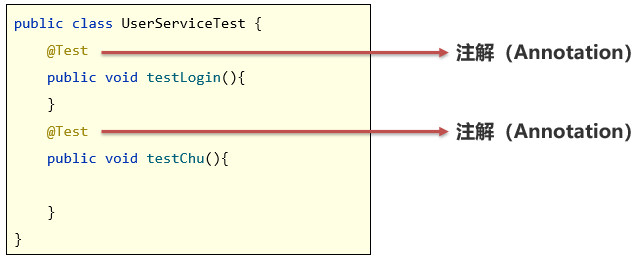 public class UserServiceTest {
@Test 注解（Annotation）
public void testLogin(){
}
@Test 注解（Annotation）
public void testChu(){
}
}